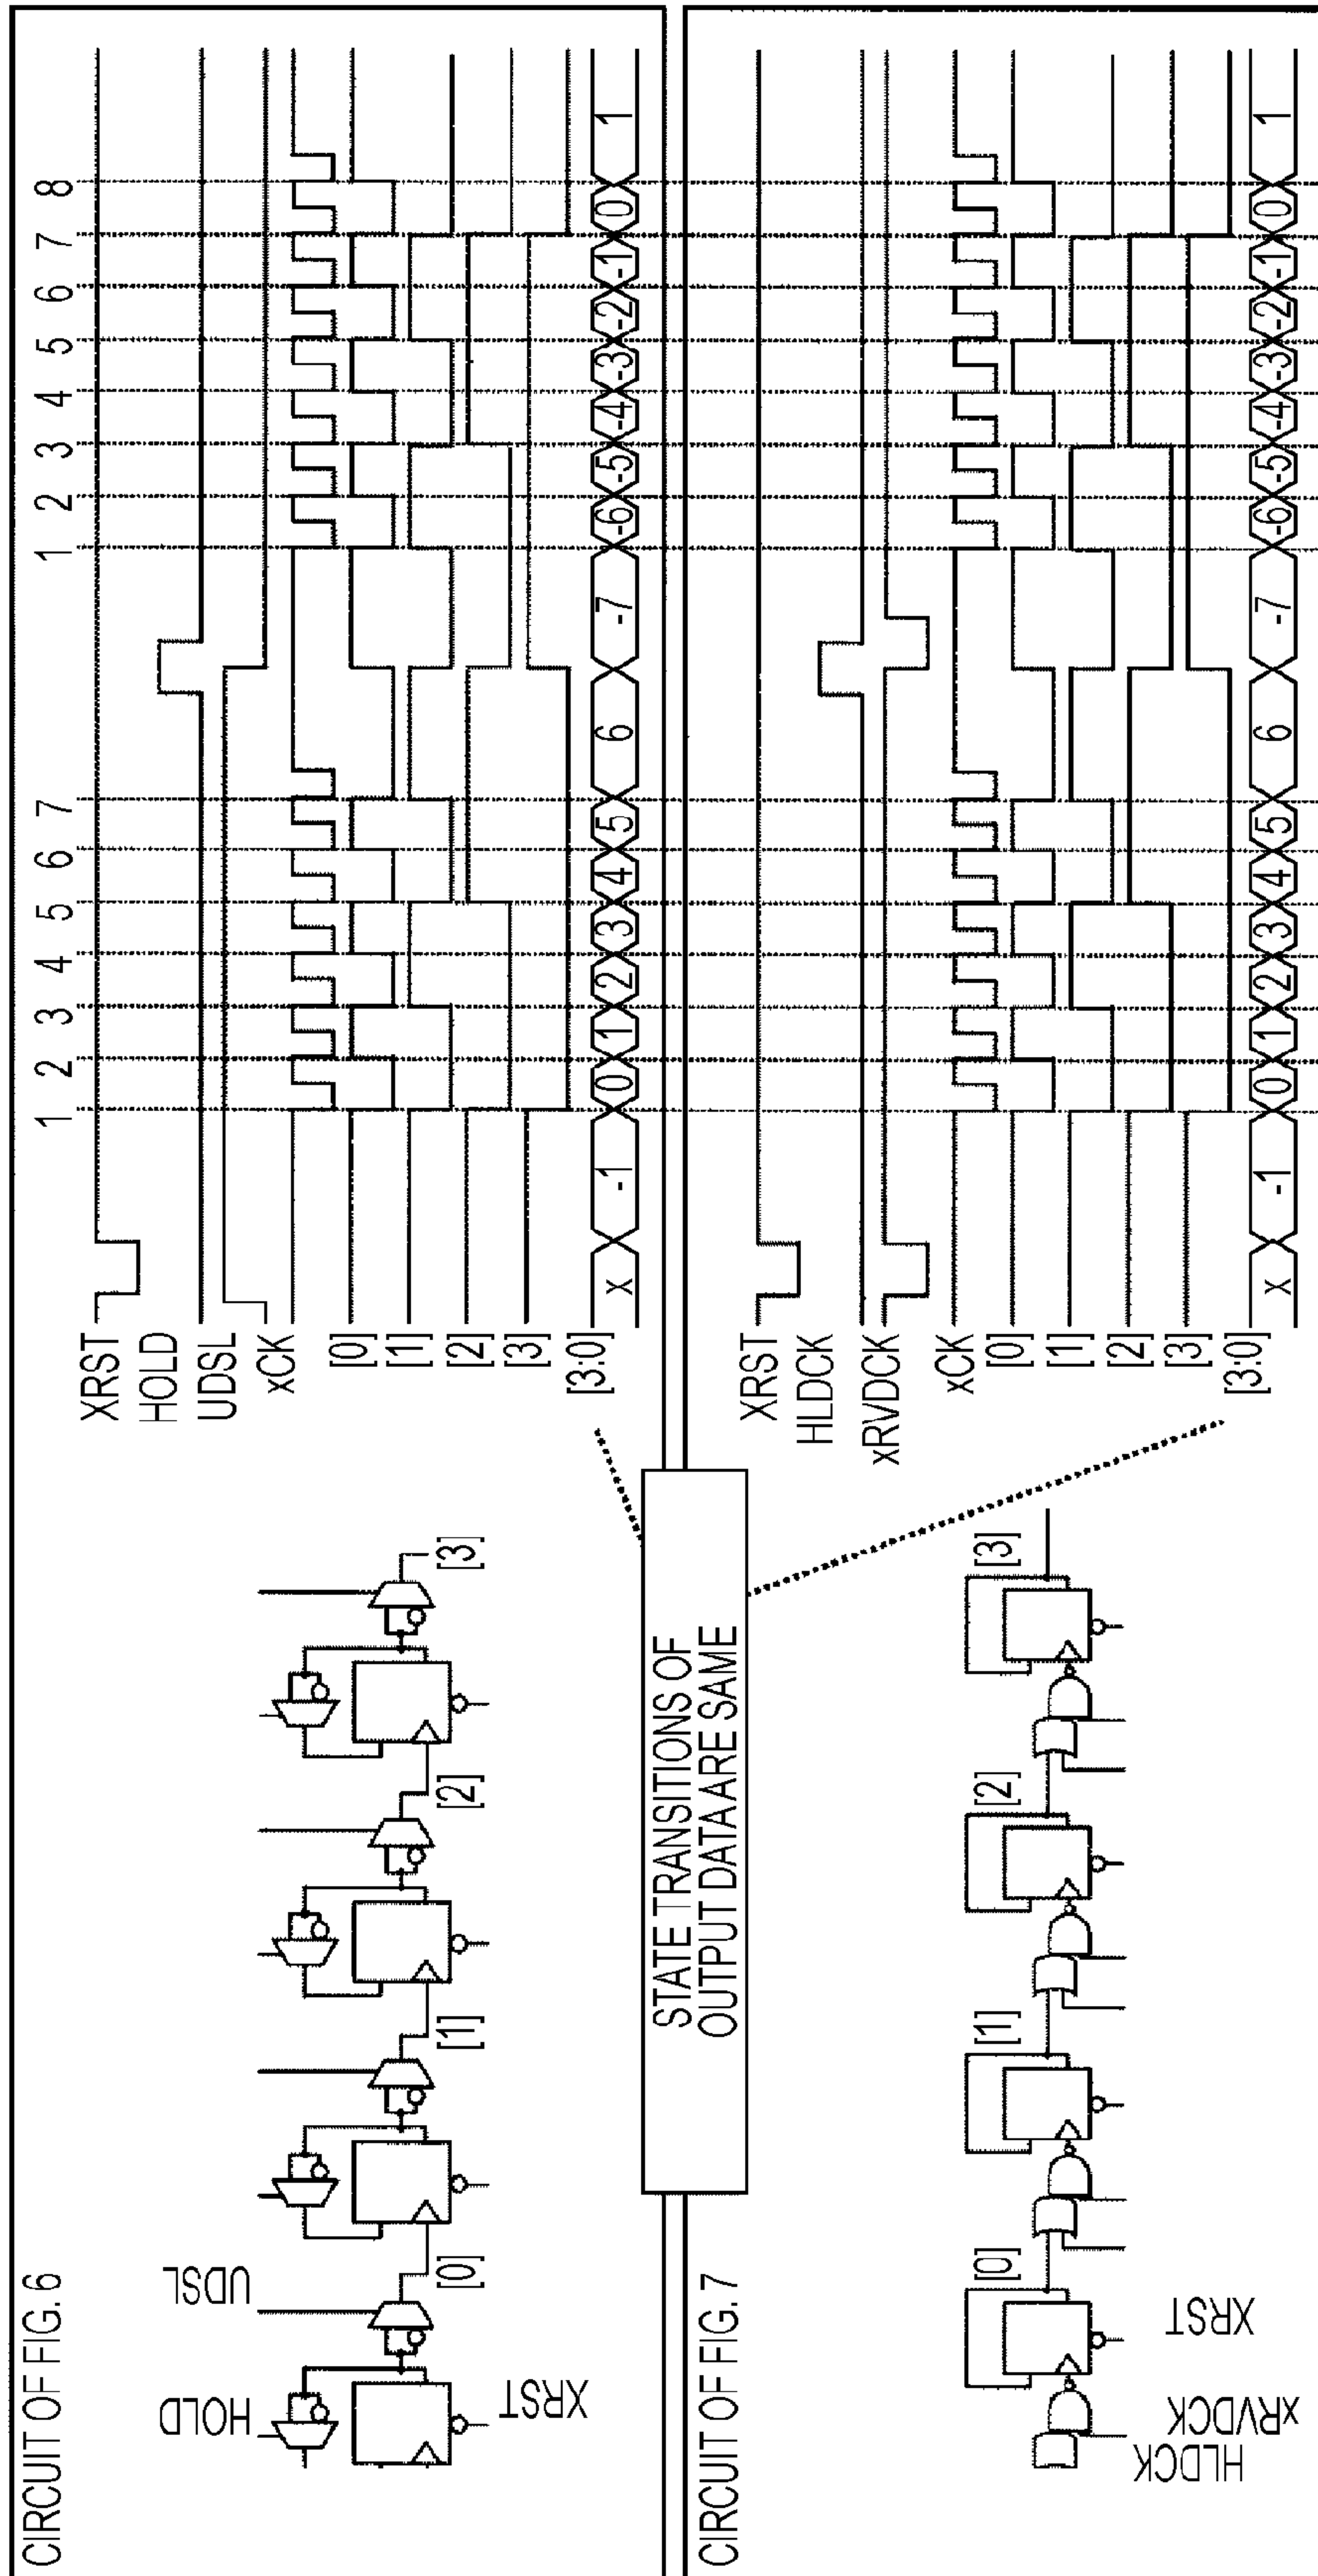 CIRCUIT OF FIG. 6
HOLD
UDSL
XRST
[0]
[1]
[2]
[3]
XRST
HOLD
UDSL
xCK
[0]
[1]
[2]
[3]
[3:0]
1 2 3 4 5 6 7 1 2 3 4 5 6 7 8
x -1 0 1 2 3 4 5 6 -7 -6 -5 -4 -3 -2 -1 0 1
STATE TRANSITIONS OF
OUTPUT DATA ARE SAME
CIRCUIT OF FIG. 7
HLDCK
xRVDCK
XRST
[0]
[1]
[2]
[3]
XRST
HLDCK
xRVDCK
xCK
[0]
[1]
[2]
[3]
[3:0]
x -1 0 1 2 3 4 5 6 -7 -6 -5 -4 -3 -2 -1 0 1